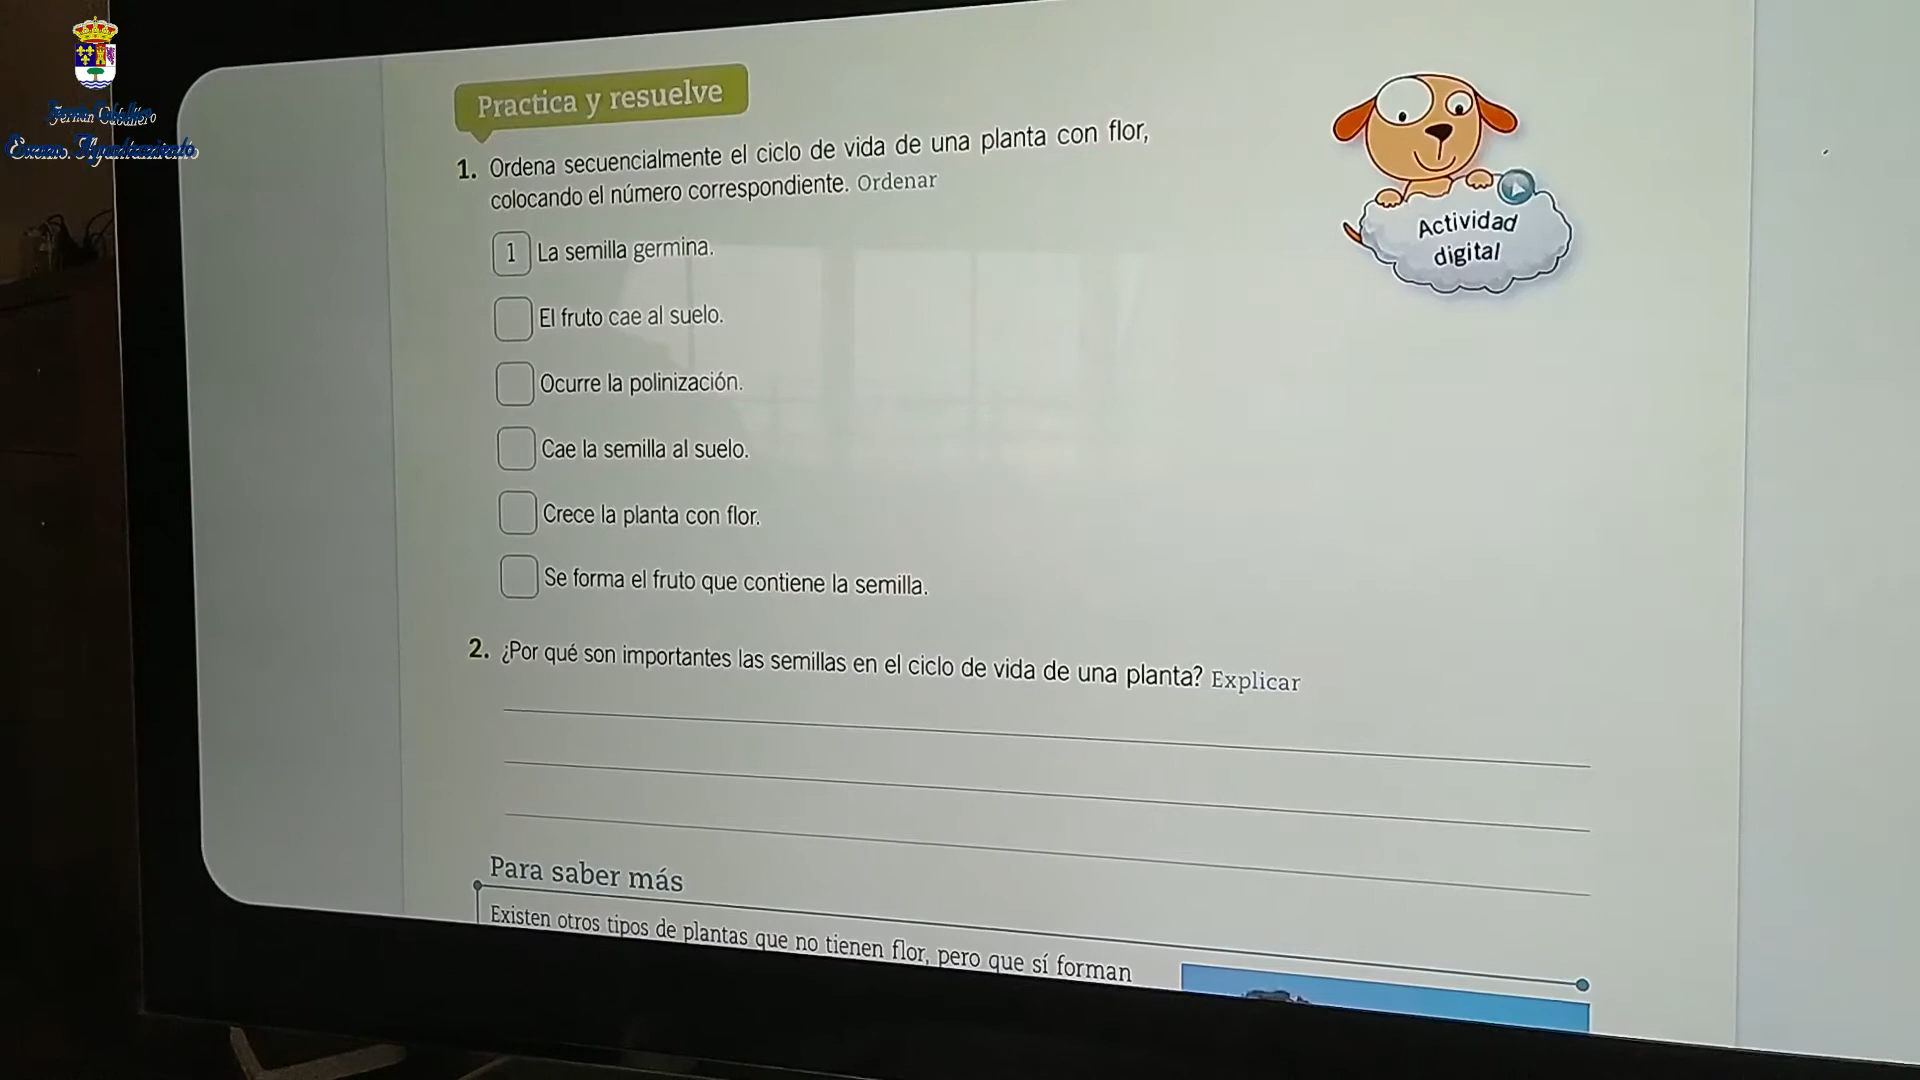 Fernán Caballero
Excmo. Ayuntamiento
Practica y resuelve
1. Ordena secuencialmente el ciclo de vida de una planta con flor,
colocando el número correspondiente. Ordenar
1 La semilla germina.
El fruto cae al suelo.
Ocurre la polinización.
Cae la semilla al suelo.
Crece la planta con flor.
Se forma el fruto que contiene la semilla.
Actividad
digital
2. ¿Por qué son importantes las semillas en el ciclo de vida de una planta? Explicar
Para saber más
Existen otros tipos de plantas que no tienen flor, pero que sí forman